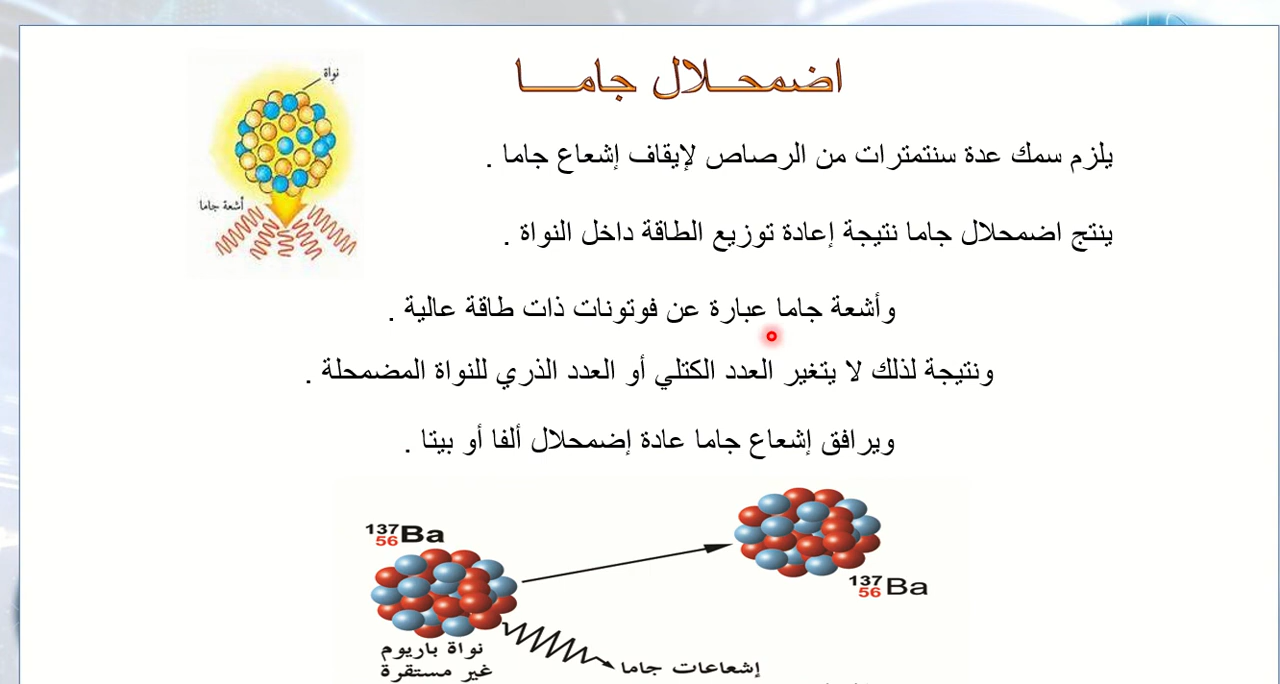 اضمحلال جاما
نواة
يلزم سمك عدة سنتمترات من الرصاص لإيقاف إشعاع جاما .
أشعة جاما
ينتج اضمحلال جاما نتيجة إعادة توزيع الطاقة داخل النواة .
وأشعة جاما عبارة عن فوتونات ذات طاقة عالية .
ونتيجة لذلك لا يتغير العدد الكتلي أو العدد الذري للنواة المضمحلة .
ويرافق إشعاع جاما عادة إضمحلال ألفا أو بيتا .
137
56 Ba
137
56 Ba
نواة باريوم
غير مستقرة
إشعاعات جاما